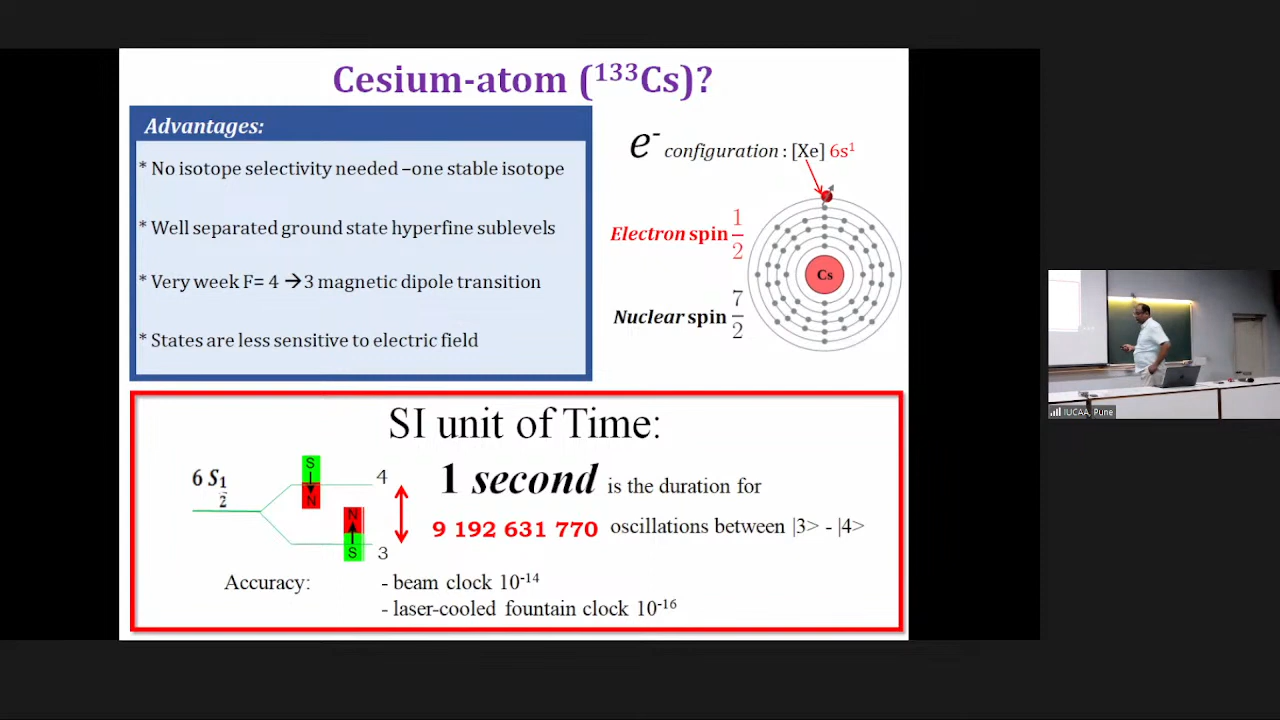 Cesium-atom (¹³³Cs)?
Advantages:
* No isotope selectivity needed –one stable isotope
* Well separated ground state hyperfine sublevels
* Very week F= 4 →3 magnetic dipole transition
* States are less sensitive to electric field
e⁻ configuration : [Xe] 6s¹
Electron spin 1/2
Cs
Nuclear spin 7/2
SI unit of Time:
6 S1/2
S
N
4
N
S
3
1 second is the duration for
9 192 631 770 oscillations between |3> - |4>
Accuracy: - beam clock 10⁻¹⁴
- laser-cooled fountain clock 10⁻¹⁶
IUCAA, Pune